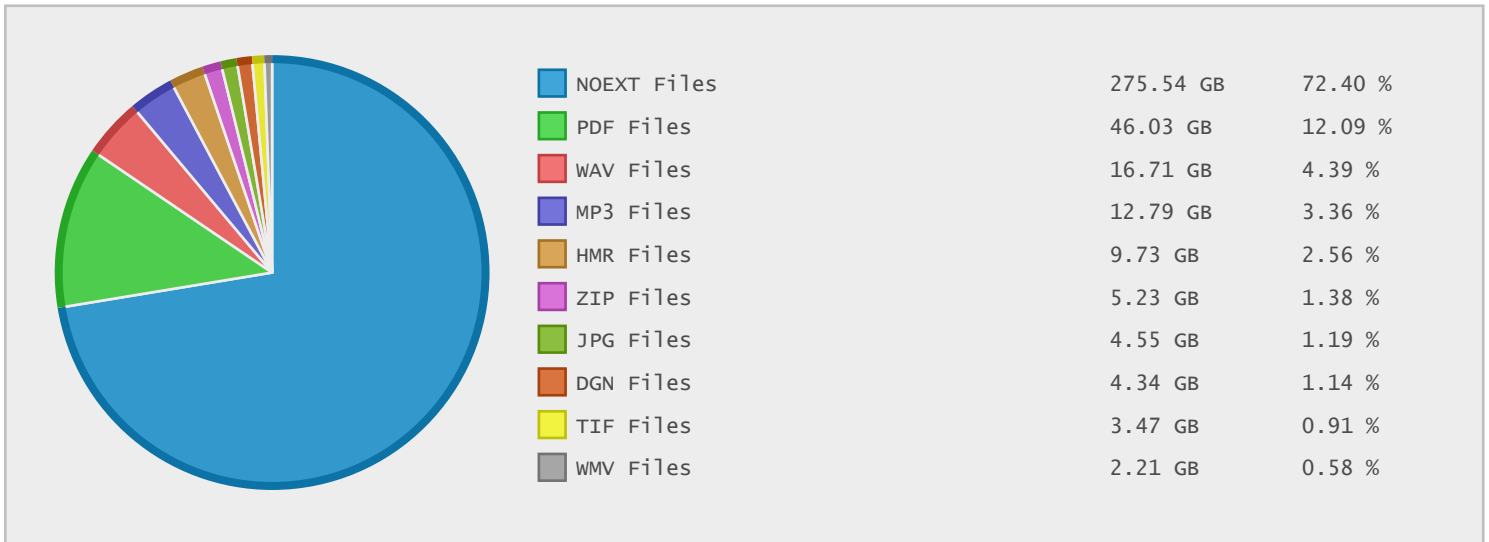 NOEXT Files 275.54 GB 72.40 %
PDF Files 46.03 GB 12.09 %
WAV Files 16.71 GB 4.39 %
MP3 Files 12.79 GB 3.36 %
HMR Files 9.73 GB 2.56 %
ZIP Files 5.23 GB 1.38 %
JPG Files 4.55 GB 1.19 %
DGN Files 4.34 GB 1.14 %
TIF Files 3.47 GB 0.91 %
WMV Files 2.21 GB 0.58 %